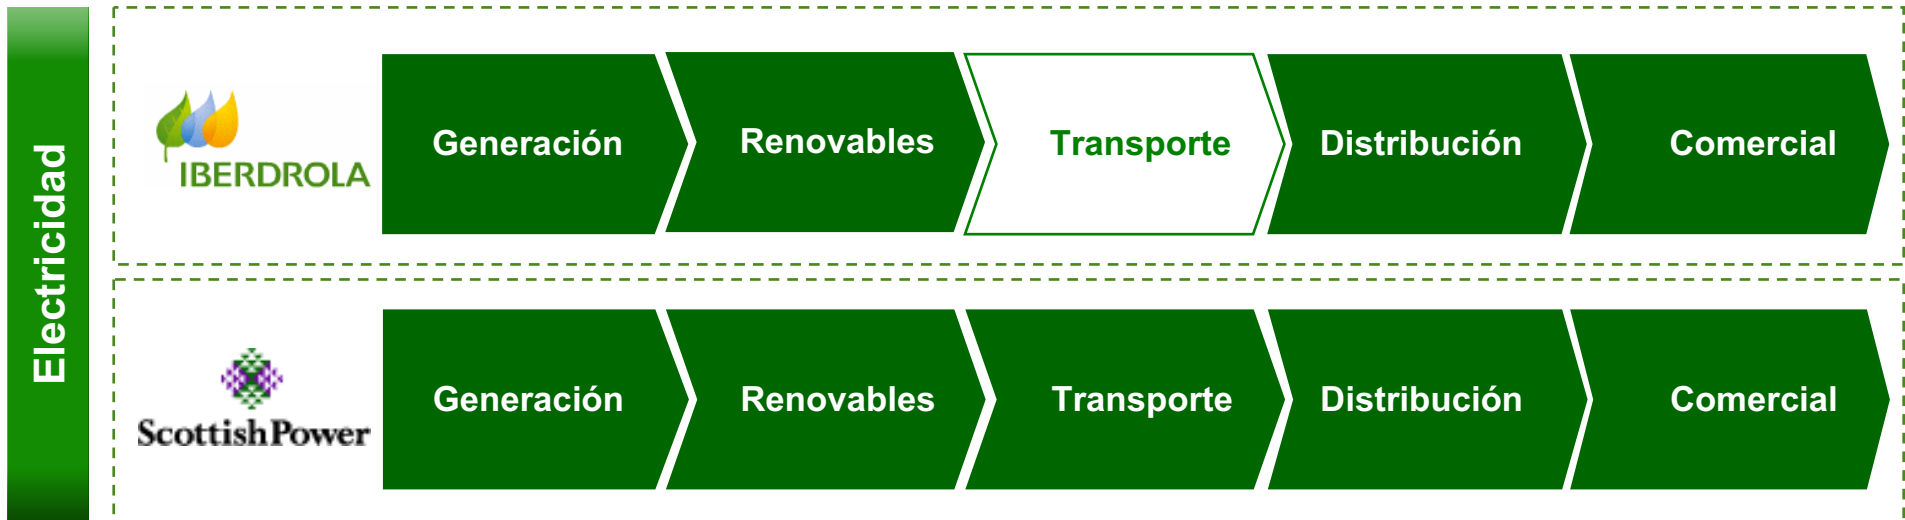 Electricidad
IBERDROLA
Generación
Renovables
Transporte
Distribución
Comercial
ScottishPower
Generación
Renovables
Transporte
Distribución
Comercial